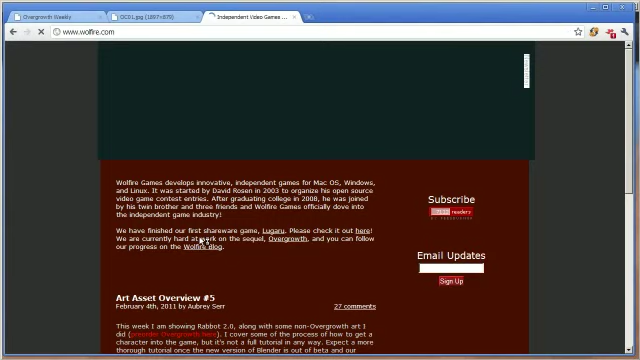 Overgrowth Weekly
OC01.jpg (1897×879)
Independent Video Games ...
www.wolfire.com
Wolfire Games develops innovative, independent games for Mac OS, Windows,
and Linux. It was started by David Rosen in 2003 to organize his open source
video game contest entries. After graduating college in 2008, he was joined
by his twin brother and three friends and Wolfire Games officially dove into
the independent game industry!
We have finished our first shareware game, Lugaru. Please check it out here!
We are currently hard at work on the sequel, Overgrowth, and you can follow
our progress on the Wolfire Blog.
Subscribe
readers
Email Updates
Sign Up
Art Asset Overview #5
February 4th, 2011 by Aubrey Serr
27 comments
This week I am showing Rabbot 2.0, along with some non-Overgrowth art I
did (preorder Overgrowth here). I cover some of the process of how to get a
character into the game, but it's not a full tutorial in any way. Expect a more
thorough tutorial once the new version of Blender is out of beta and our